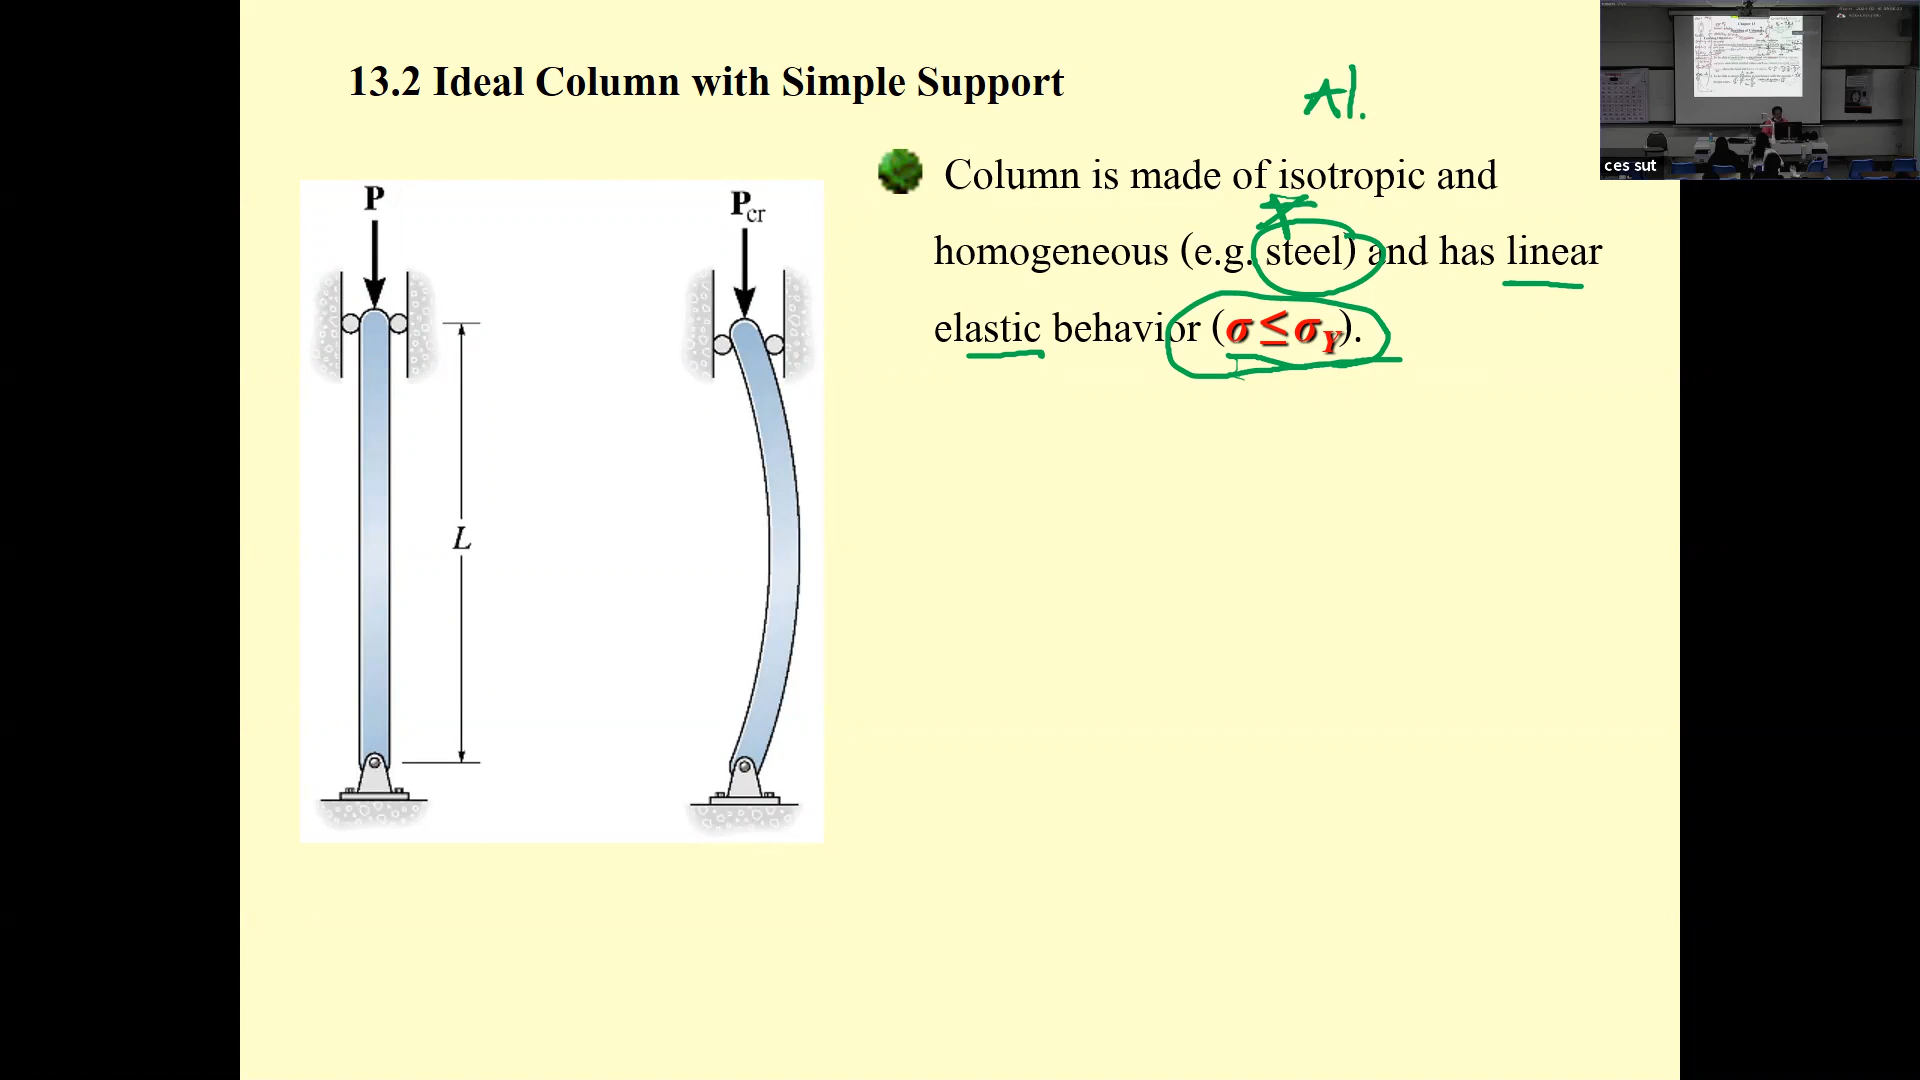 13.2 Ideal Column with Simple Support
Al.
Column is made of isotropic and
homogeneous (e.g. steel) and has linear
elastic behavior (σ ≤ σY).
P
Pcr
L
ces sut